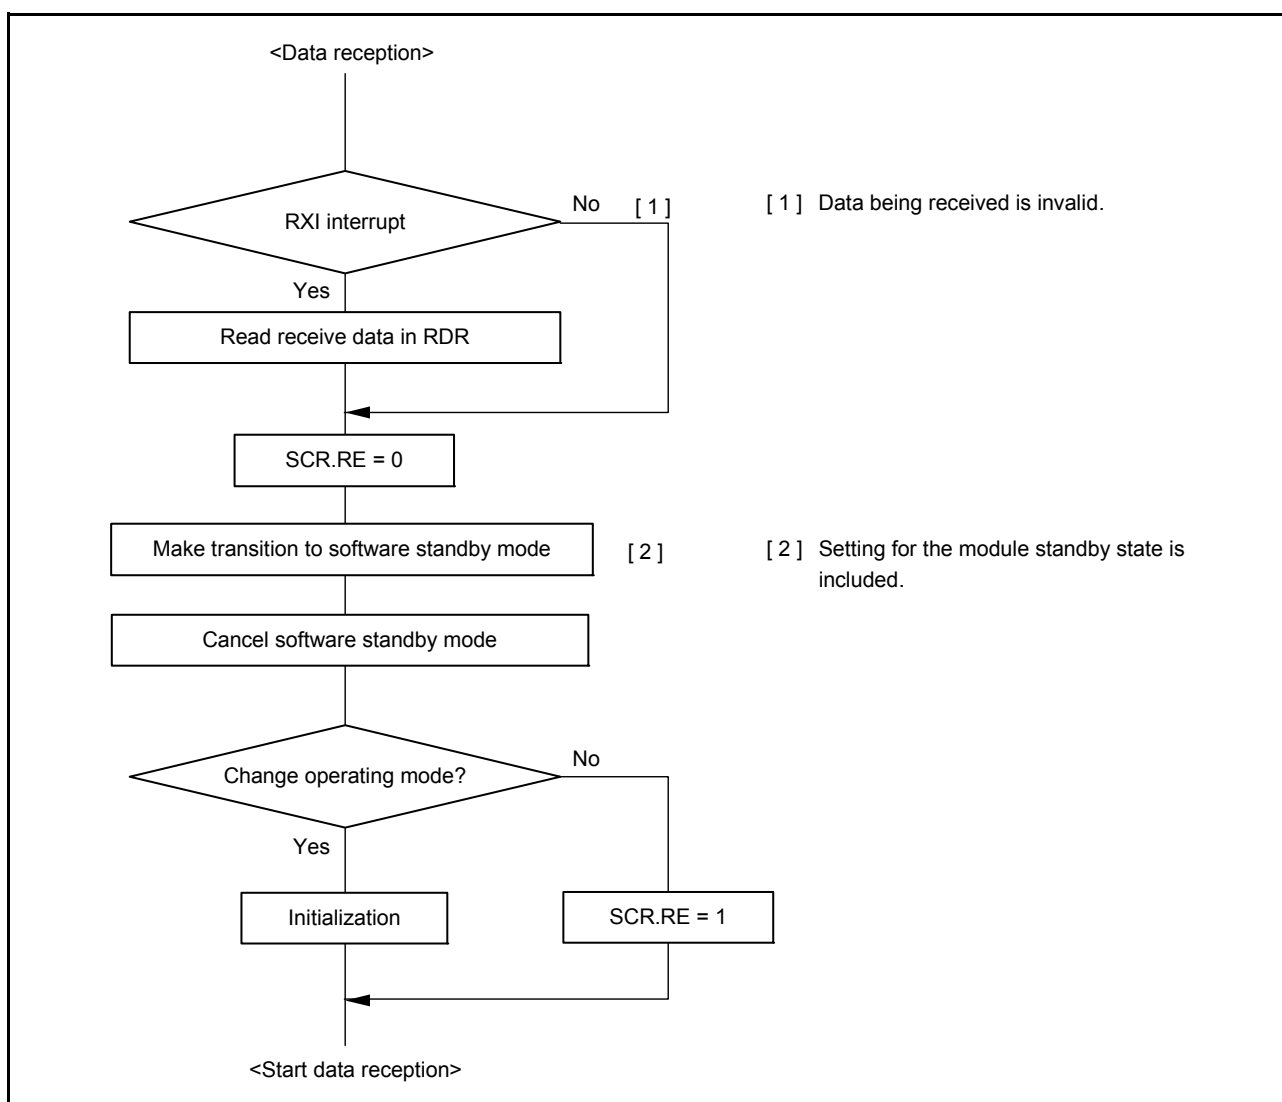 <Data reception>
RXI interrupt
No [ 1 ]
[ 1 ] Data being received is invalid.
Yes
Read receive data in RDR
SCR.RE = 0
Make transition to software standby mode
[ 2 ]
[ 2 ] Setting for the module standby state is
included.
Cancel software standby mode
Change operating mode?
No
Yes
Initialization
SCR.RE = 1
<Start data reception>